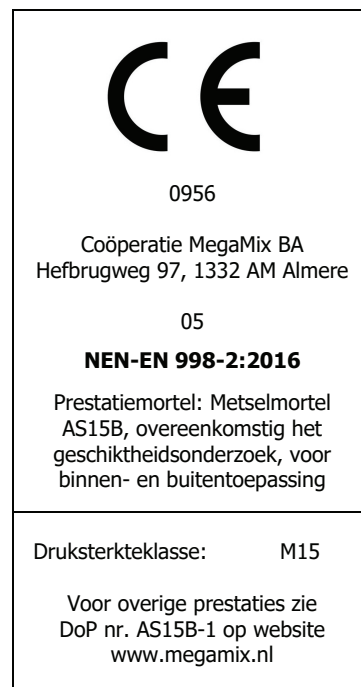 CE
0956
Coöperatie MegaMix BA
Hefbrugweg 97, 1332 AM Almere
05
NEN-EN 998-2:2016
Prestatiemortel: Metselmortel
AS15B, overeenkomstig het
geschiktheidsonderzoek, voor
binnen- en buitentoepassing
Druksterkteklasse: M15
Voor overige prestaties zie
DoP nr. AS15B-1 op website
www.megamix.nl